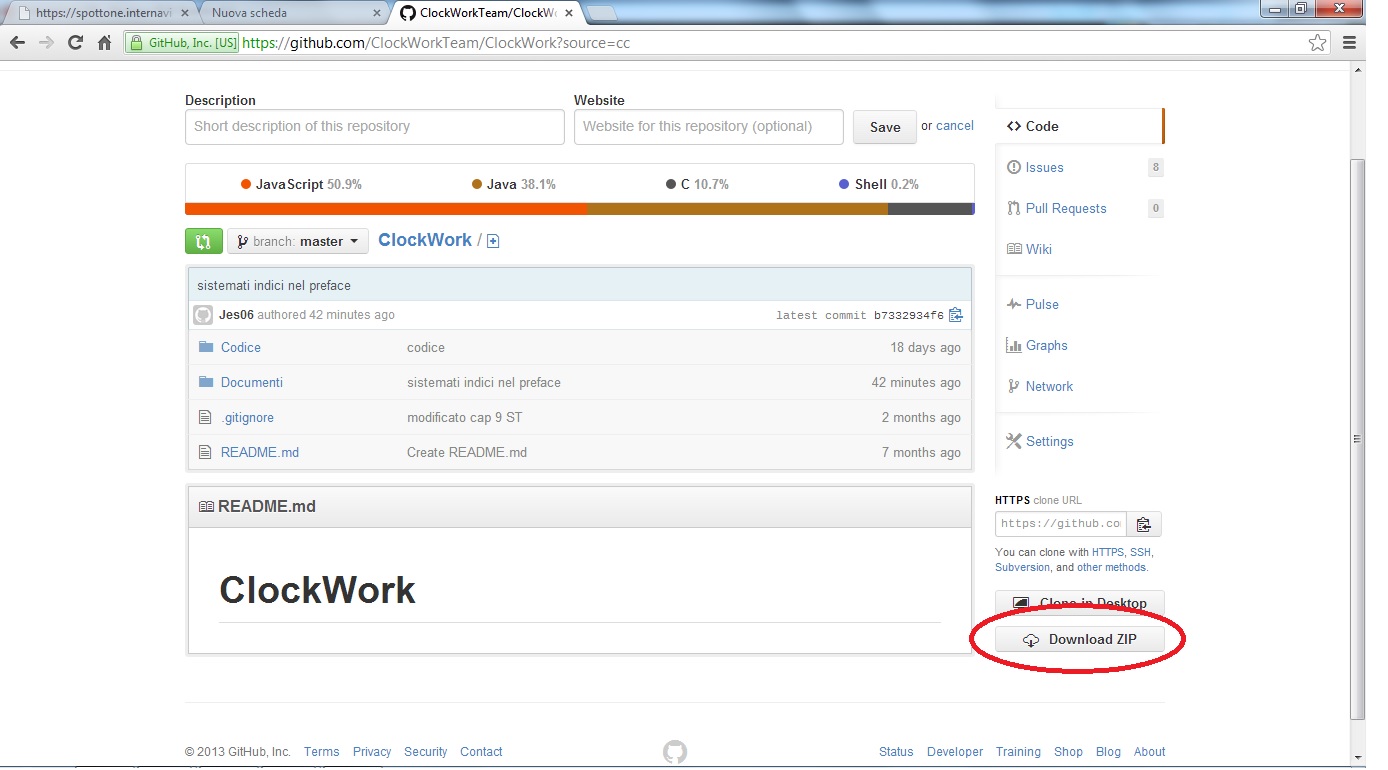 https://spottone.internavi
Nuova scheda
ClockWorkTeam/ClockWo
GitHub, Inc. [US] https://github.com/ClockWorkTeam/ClockWork?source=cc
Description
Website
Short description of this repository
Website for this repository (optional)
Save or cancel
JavaScript 50.9%
Java 38.1%
C 10.7%
Shell 0.2%
branch: master
ClockWork /
sistemati indici nel preface
Jes06 authored 42 minutes ago
latest commit b7332934f6
Codice codice 18 days ago
Documenti sistemati indici nel preface 42 minutes ago
.gitignore modificato cap 9 ST 2 months ago
README.md Create README.md 7 months ago
README.md
ClockWork
Code
Issues 8
Pull Requests 0
Wiki
Pulse
Graphs
Network
Settings
HTTPS clone URL
https://github.co
You can clone with HTTPS, SSH,
Subversion, and other methods.
Clone in Desktop
Download ZIP
© 2013 GitHub, Inc. Terms Privacy Security Contact
Status Developer Training Shop Blog About